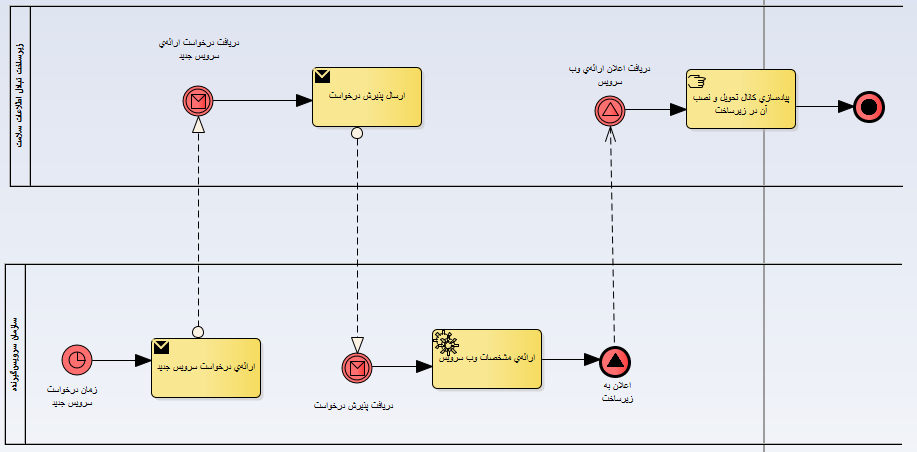 زیرساخت تبادل اطلاعات سلامت
دریافت درخواست ارائه‌ي
سرویس جدید
ارسال پذیرش درخواست
دریافت اعلان ارائه‌ي وب
سرویس
پیاده‌سازي کانال تحویل و نصب
آن در زیرساخت
سازمان سرویس‌گیرنده
زمان درخواست
سرویس جدید
ارائه‌ي درخواست سرویس جدید
دریافت پذیرش درخواست
ارائه‌ي مشخصات وب سرویس
اعلان به
زیرساخت